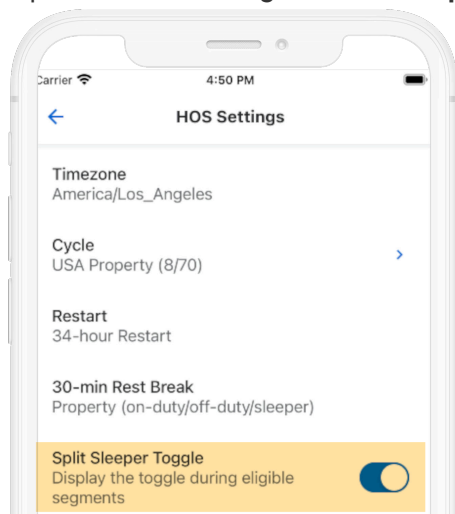 Carrier
4:50 PM
HOS Settings
Timezone
America/Los_Angeles
Cycle
USA Property (8/70)
Restart
34-hour Restart
30-min Rest Break
Property (on-duty/off-duty/sleeper)
Split Sleeper Toggle
Display the toggle during eligible
segments